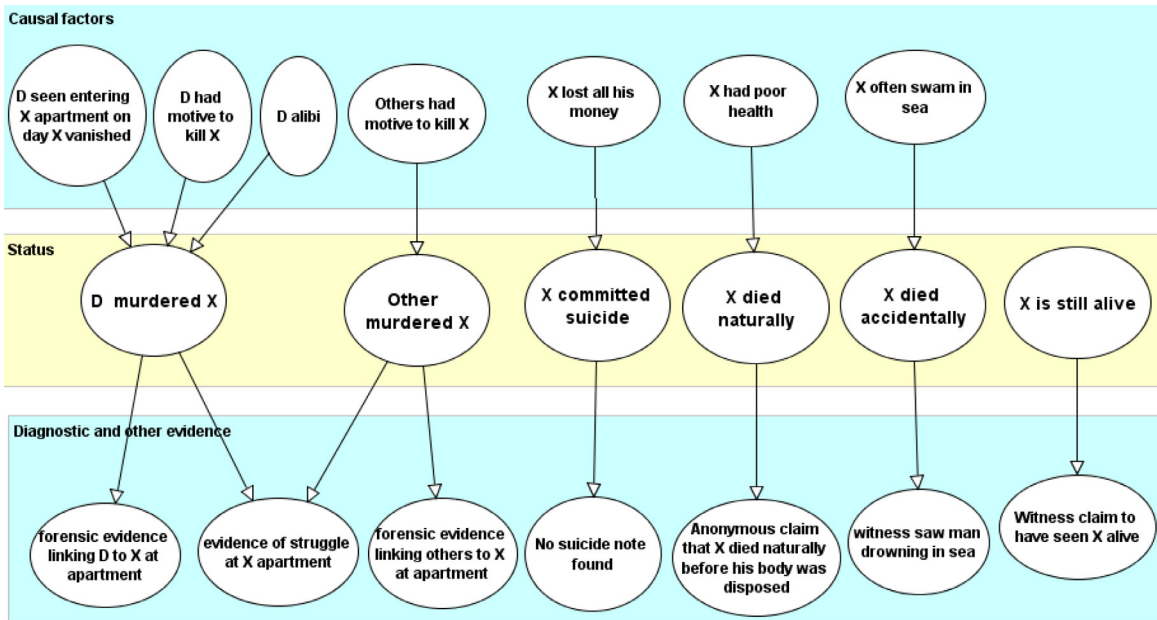 Causal factors
D seen entering
X apartment on
day X vanished
D had
motive to
kill X
D alibi
Others had
motive to kill X
X lost all his
money
X had poor
health
X often swam in
sea
Status
D murdered X
Other
murdered X
X committed
suicide
X died
naturally
X died
accidentally
X is still alive
Diagnostic and other evidence
forensic evidence
linking D to X at
apartment
evidence of struggle
at X apartment
forensic evidence
linking others to X
at apartment
No suicide note
found
Anonymous claim
that X died naturally
before his body was
disposed
witness saw man
drowning in sea
Witness claim to
have seen X alive